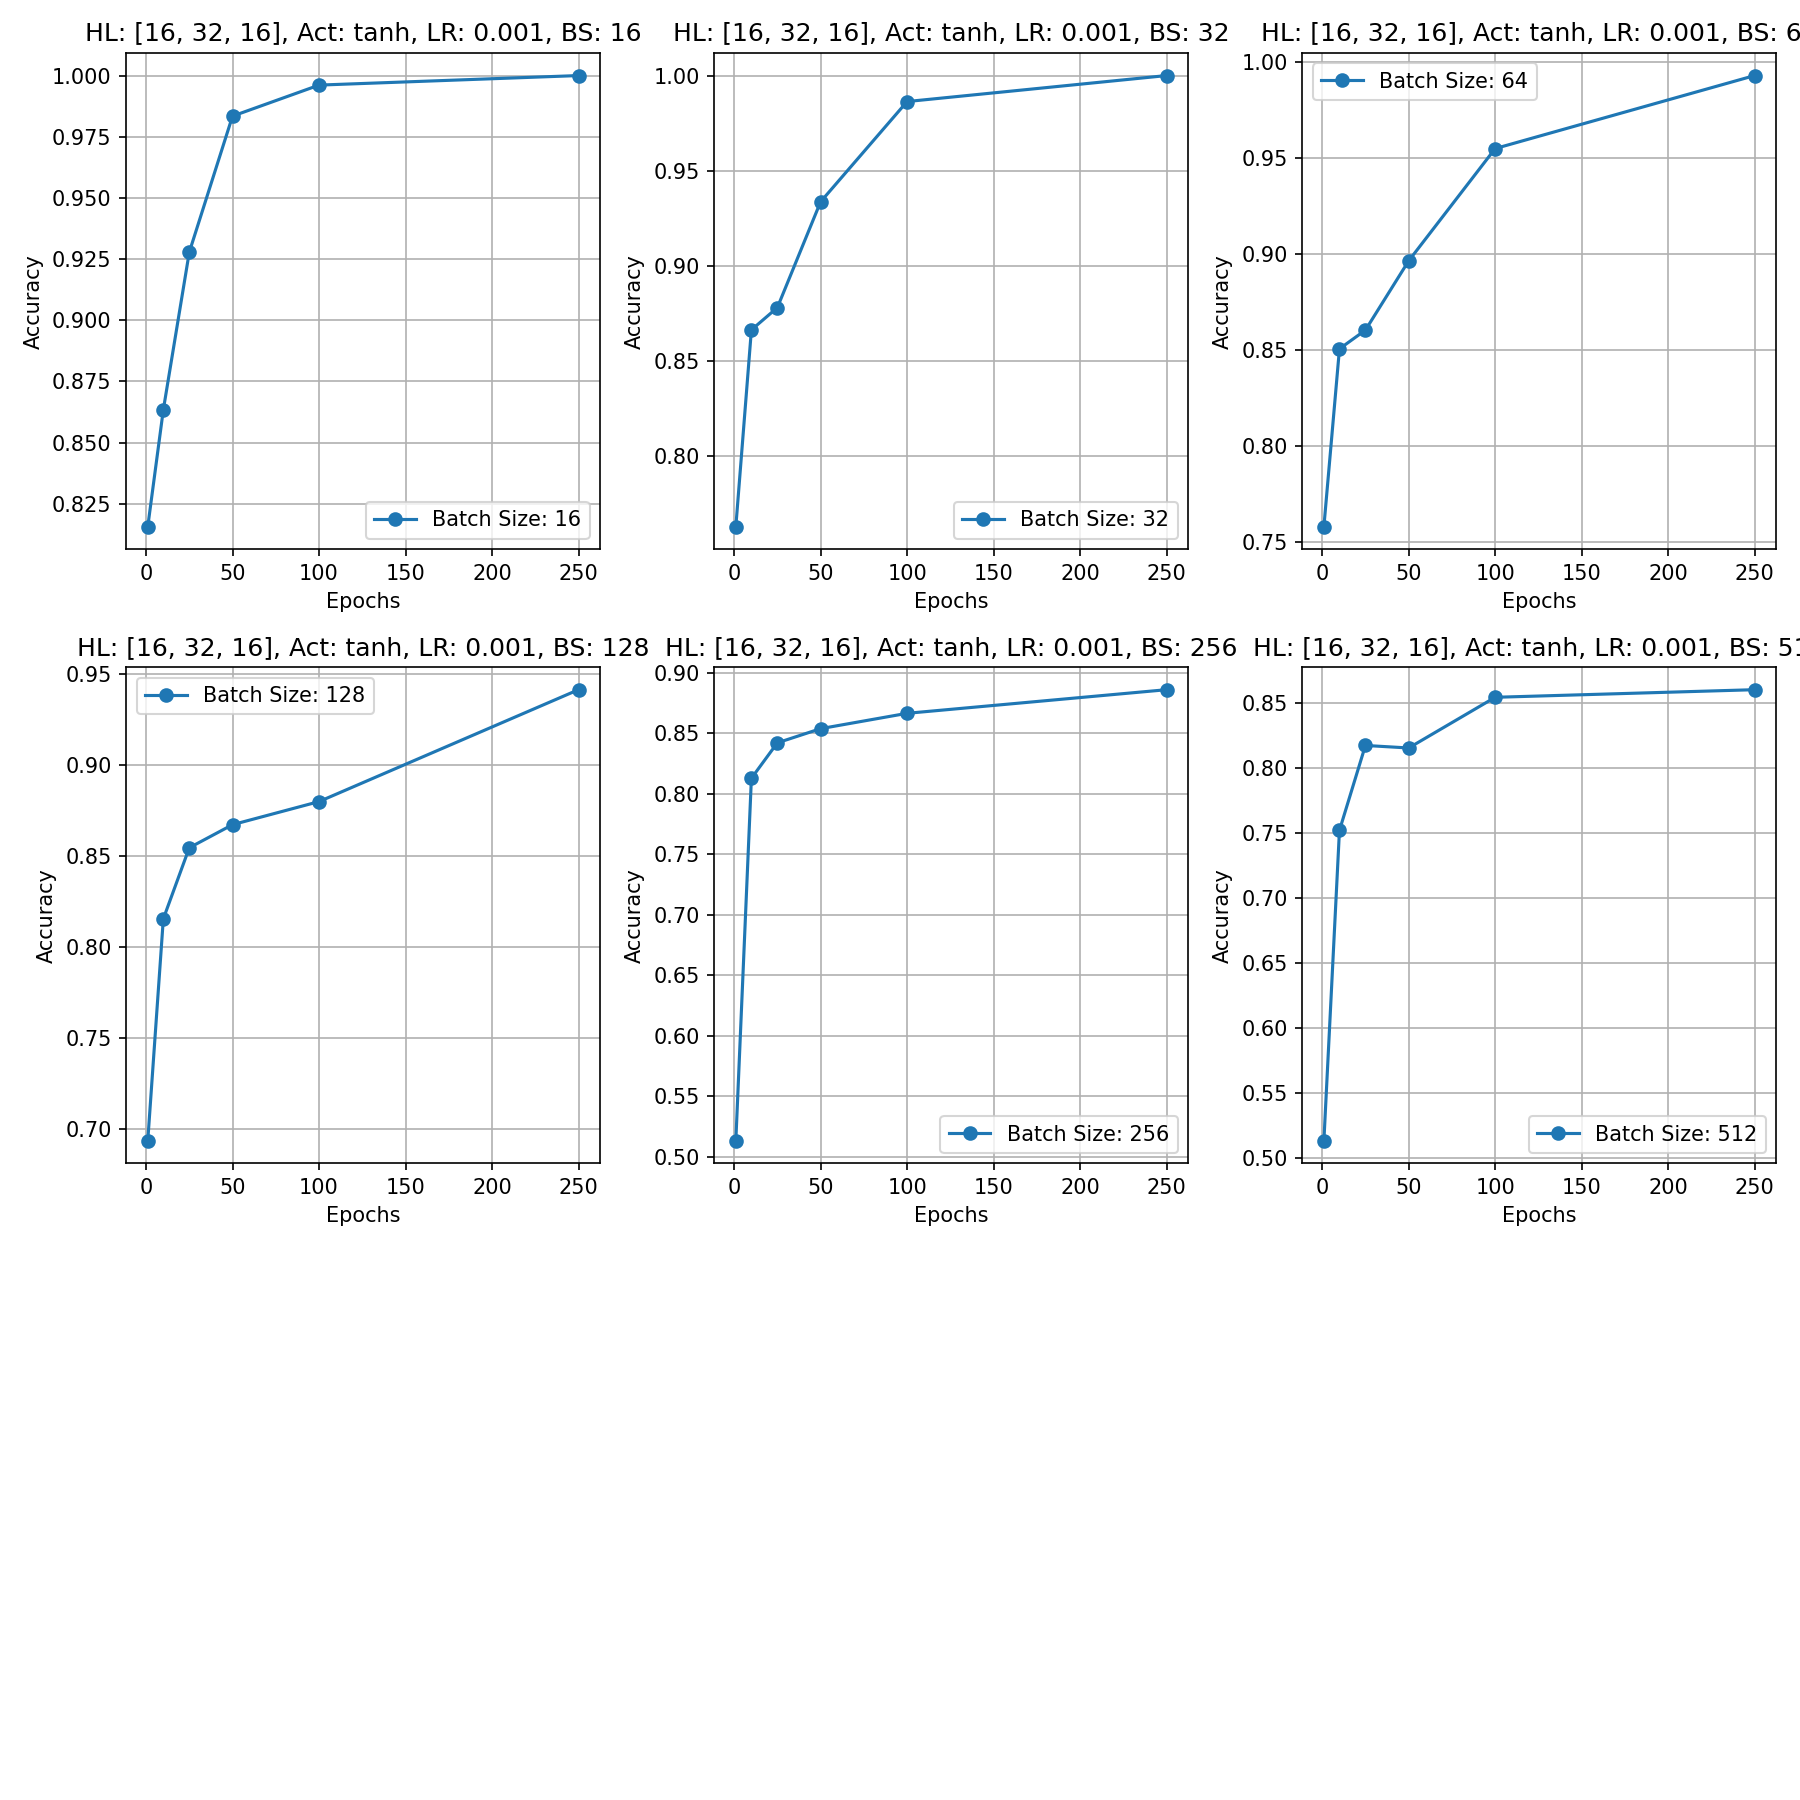 HL: [16, 32, 16], Act: tanh, LR: 0.001, BS: 16
1.000
0.975
0.950
0.925
0.900
0.875
0.850
0.825
Accuracy
Batch Size: 16
0 50 100 150 200 250
Epochs
HL: [16, 32, 16], Act: tanh, LR: 0.001, BS: 32
1.00
0.95
0.90
0.85
0.80
Accuracy
Batch Size: 32
0 50 100 150 200 250
Epochs
HL: [16, 32, 16], Act: tanh, LR: 0.001, BS: 6
1.00
0.95
0.90
0.85
0.80
0.75
Accuracy
Batch Size: 64
0 50 100 150 200 250
Epochs
HL: [16, 32, 16], Act: tanh, LR: 0.001, BS: 128
0.95
0.90
0.85
0.80
0.75
0.70
Accuracy
Batch Size: 128
0 50 100 150 200 250
Epochs
HL: [16, 32, 16], Act: tanh, LR: 0.001, BS: 256
0.90
0.85
0.80
0.75
0.70
0.65
0.60
0.55
0.50
Accuracy
Batch Size: 256
0 50 100 150 200 250
Epochs
HL: [16, 32, 16], Act: tanh, LR: 0.001, BS: 51
0.85
0.80
0.75
0.70
0.65
0.60
0.55
0.50
Accuracy
Batch Size: 512
0 50 100 150 200 250
Epochs